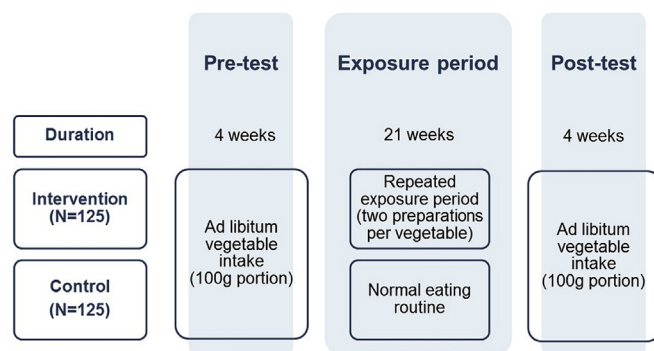 Pre-test
Exposure period
Post-test
Duration
4 weeks
21 weeks
4 weeks
Intervention
(N=125)
Ad libitum
vegetable
intake
(100g portion)
Repeated
exposure period
(two preparations
per vegetable)
Ad libitum
vegetable
intake
(100g portion)
Control
(N=125)
Normal eating
routine